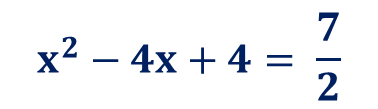 x² − 4x + 4 = 7/2